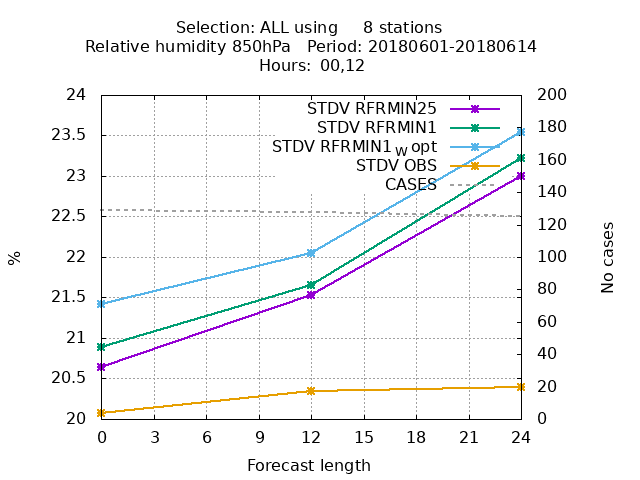 Selection: ALL using     8 stations
Relative humidity 850hPa   Period: 20180601-20180614
Hours: 00,12
24
23.5
23
22.5
22
21.5
21
20.5
20
%
STDV RFRMIN25
STDV RFRMIN1
STDV RFRMIN1_W opt
STDV OBS
CASES
200
180
160
140
120
100
80
60
40
20
0
No cases
0 3 6 9 12 15 18 21 24
Forecast length